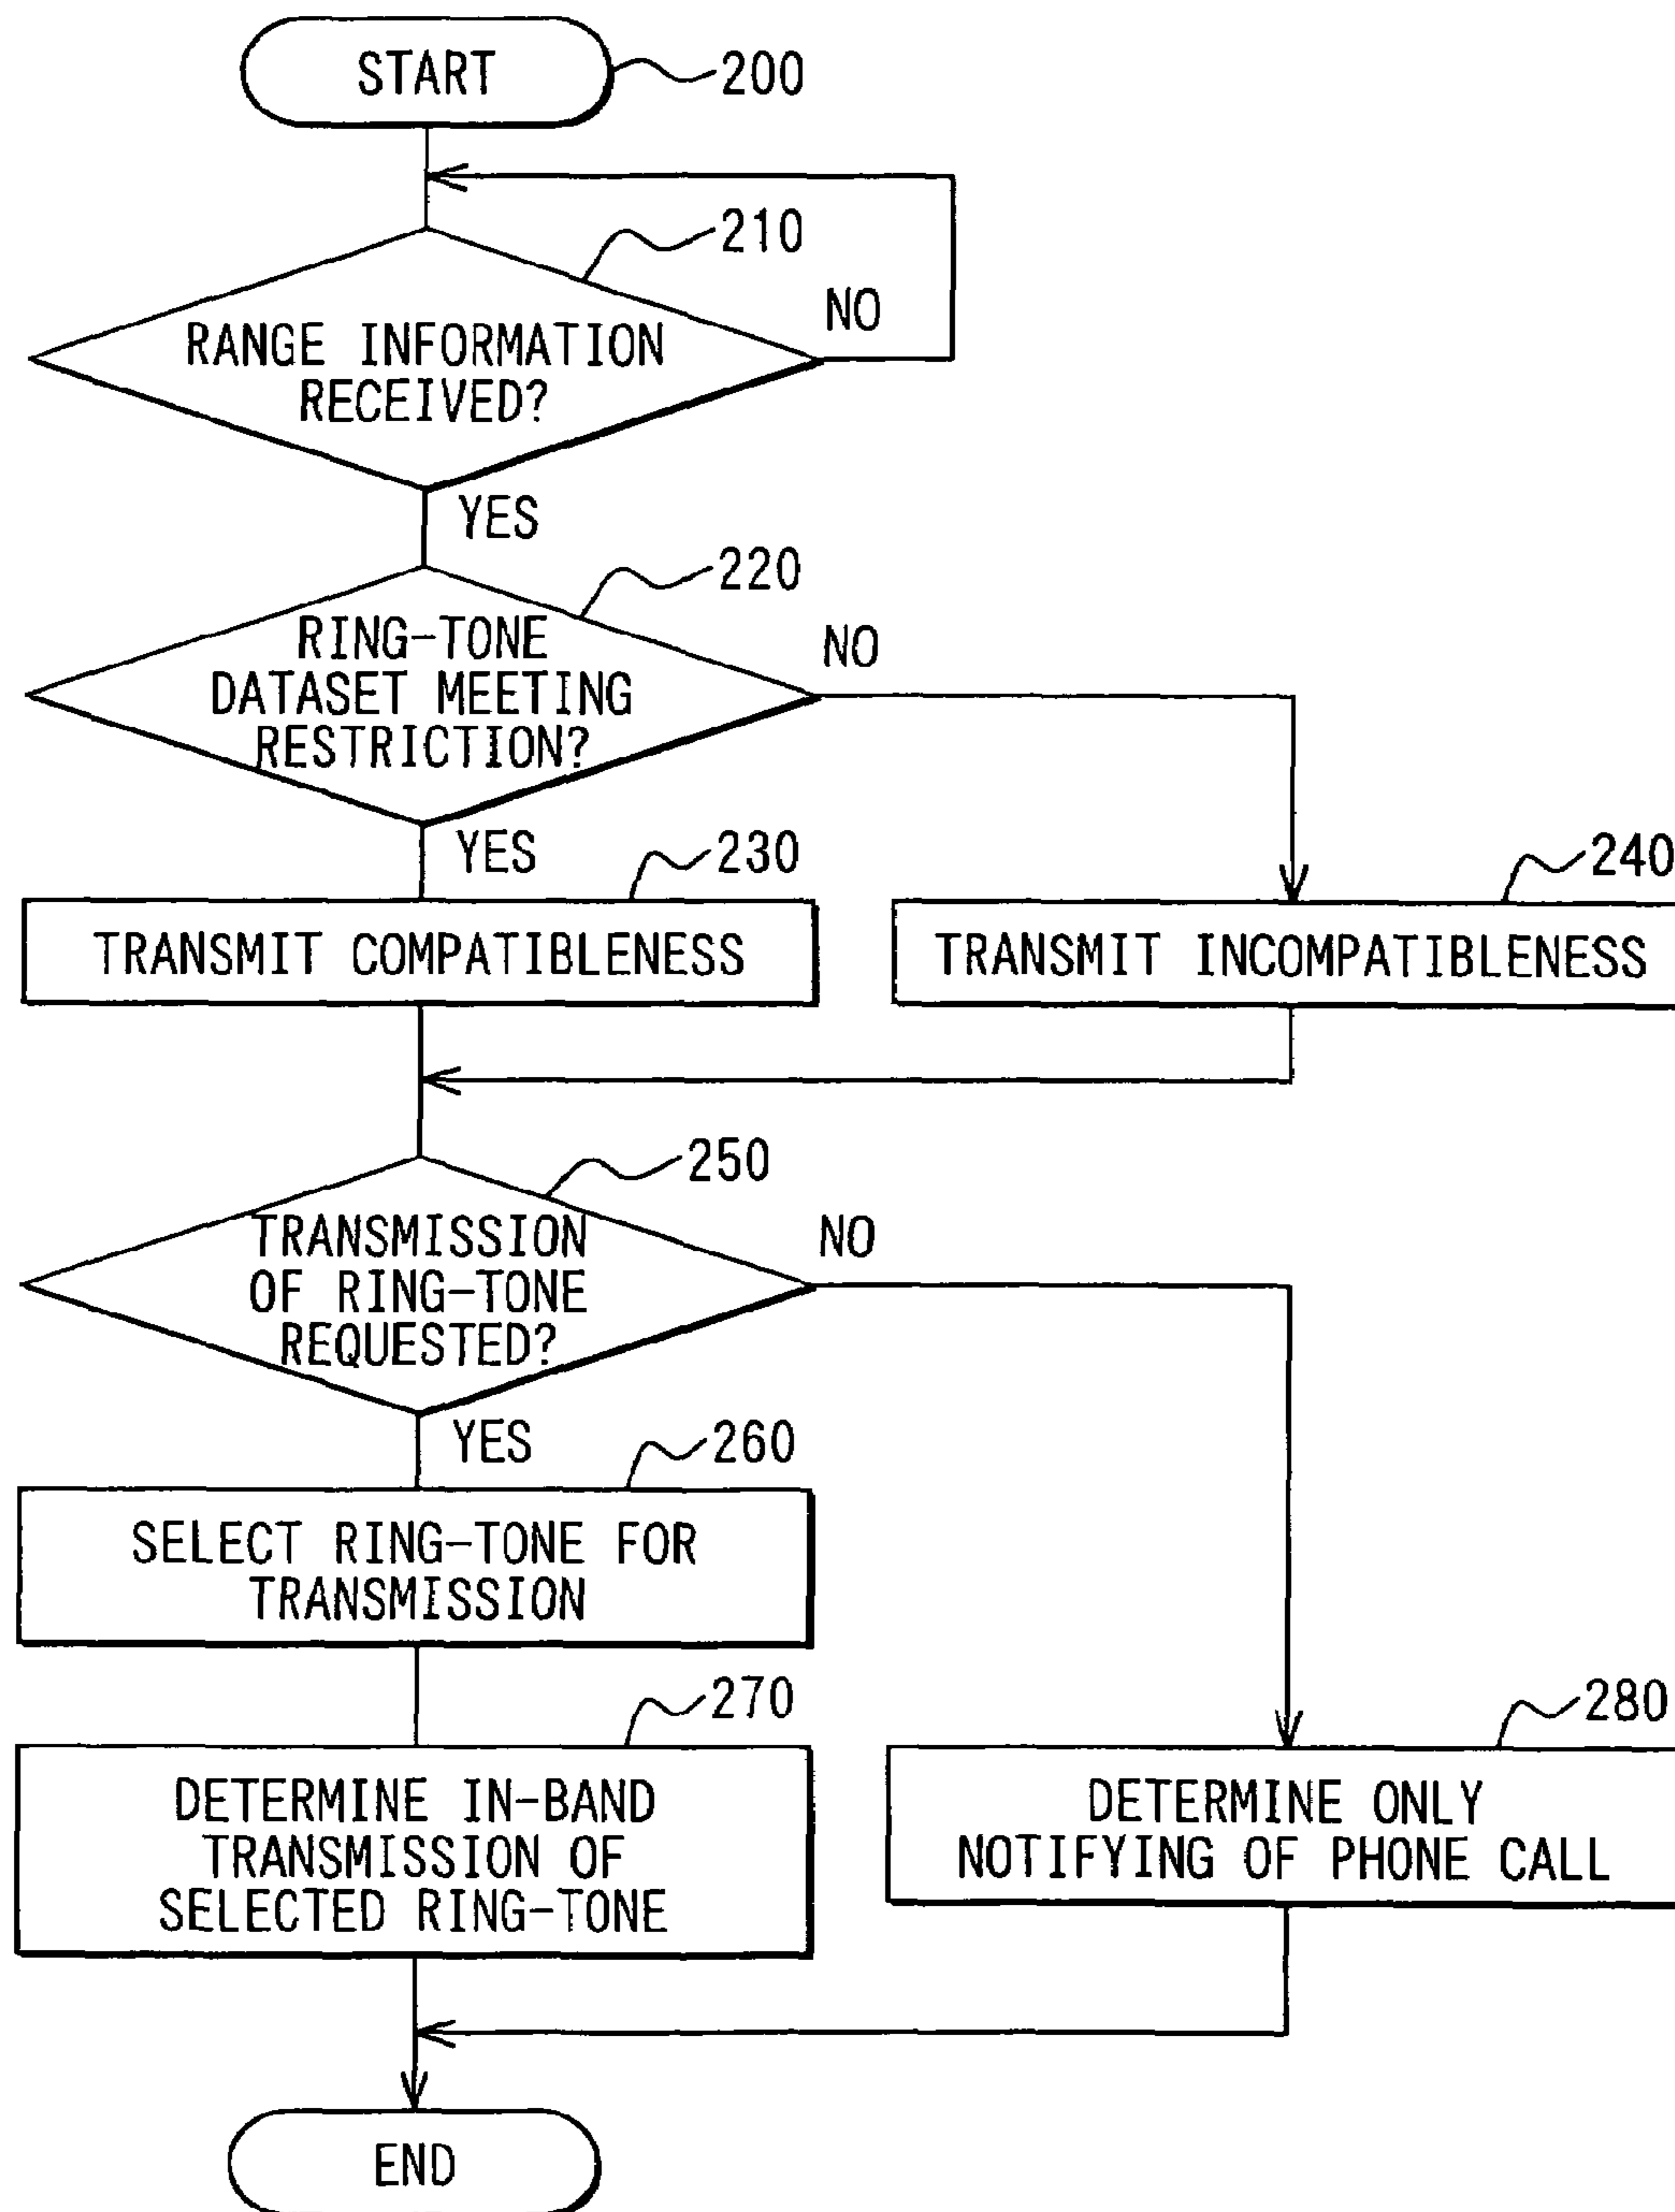 START
200
210
NO
RANGE INFORMATION
RECEIVED?
YES
220
RING-TONE
DATASET MEETING
RESTRICTION?
NO
YES
230
240
TRANSMIT COMPATIBLENESS
TRANSMIT INCOMPATIBLENESS
250
TRANSMISSION
OF RING-TONE
REQUESTED?
NO
YES
260
SELECT RING-TONE FOR
TRANSMISSION
270
280
DETERMINE IN-BAND
TRANSMISSION OF
SELECTED RING-TONE
DETERMINE ONLY
NOTIFYING OF PHONE CALL
END